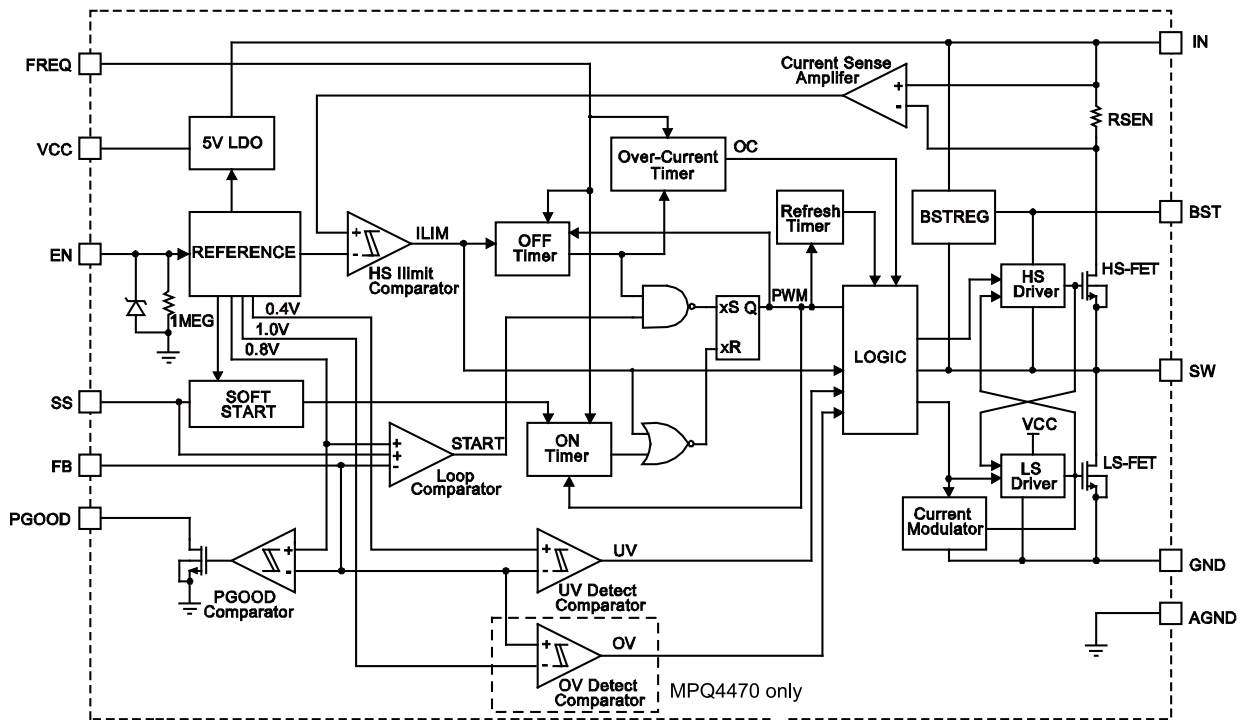 IN
FREQ
Current Sense
Amplifer
+
-
RSEN
5V LDO
VCC
Over-Current
Timer
OC
Refresh
Timer
BSTREG
BST
REFERENCE
EN
+
-
ILIM
HS Ilimit
Comparator
OFF
Timer
HS
Driver
HS-FET
1MEG
0.4V
1.0V
0.8V
xS Q
xR
PWM
LOGIC
SW
SS
SOFT
START
ON
Timer
VCC
+
+
-
START
Loop
Comparator
FB
LS
Driver
LS-FET
PGOOD
Current
Modulator
+
-
PGOOD
Comparator
+
-
UV
UV Detect
Comparator
GND
AGND
+
-
OV
OV Detect
Comparator
MPQ4470 only